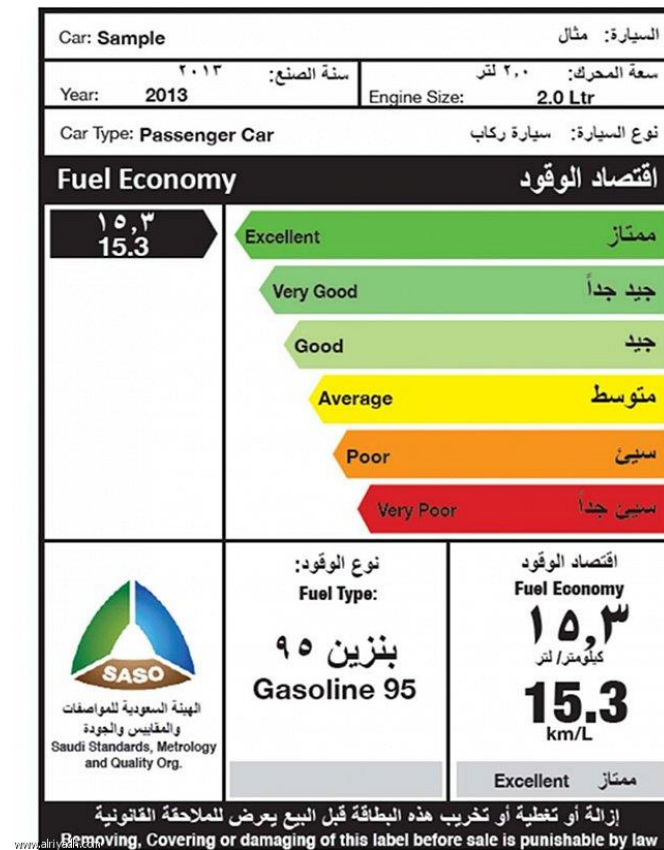 Car: Sample السيارة: مثال
سنة الصنع: ٢٠١٣
Year: 2013
سعة المحرك: ٢,٠ لتر
Engine Size: 2.0 Ltr
Car Type: Passenger Car نوع السيارة: سيارة ركاب
Fuel Economy اقتصاد الوقود
١٥,٣
15.3
Excellent ممتاز
Very Good جيد جداً
Good جيد
Average متوسط
Poor سيئ
Very Poor سيئ جداً
SASO
الهيئة السعودية للمواصفات
والمقاييس والجودة
Saudi Standards, Metrology
and Quality Org.
نوع الوقود:
Fuel Type:
بنزين ٩٥
Gasoline 95
اقتصاد الوقود
Fuel Economy
١٥,٣
كيلومتر/ لتر
15.3
km/L
Excellent ممتاز
إزالة أو تغطية أو تخريب هذه البطاقة قبل البيع يعرض للملاحقة القانونية
Removing, Covering or damaging of this label before sale is punishable by law
www.alriyadh.com